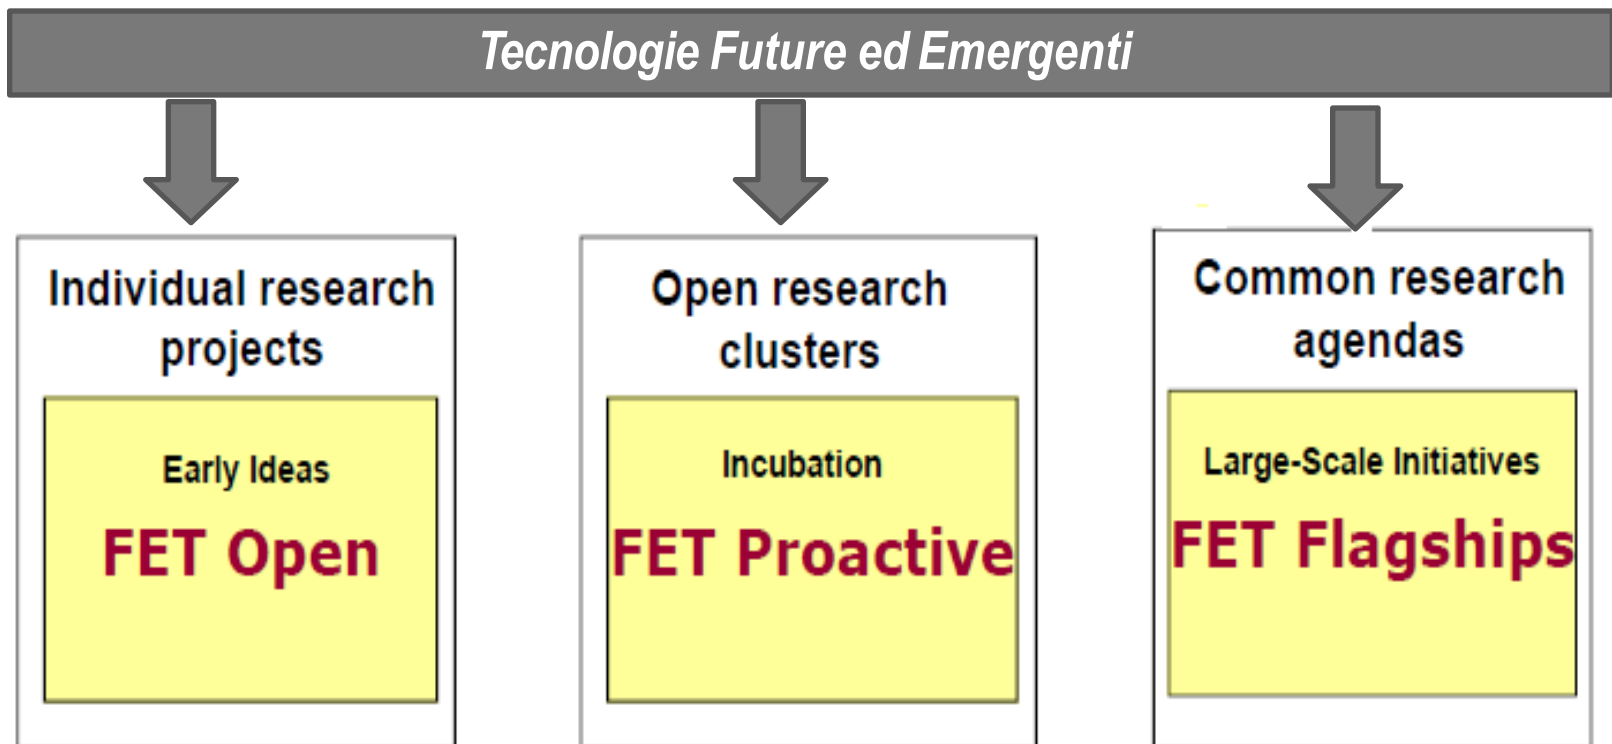 Tecnologie Future ed Emergenti
Individual research
projects
Early Ideas
FET Open
Open research
clusters
Incubation
FET Proactive
Common research
agendas
Large-Scale Initiatives
FET Flagships